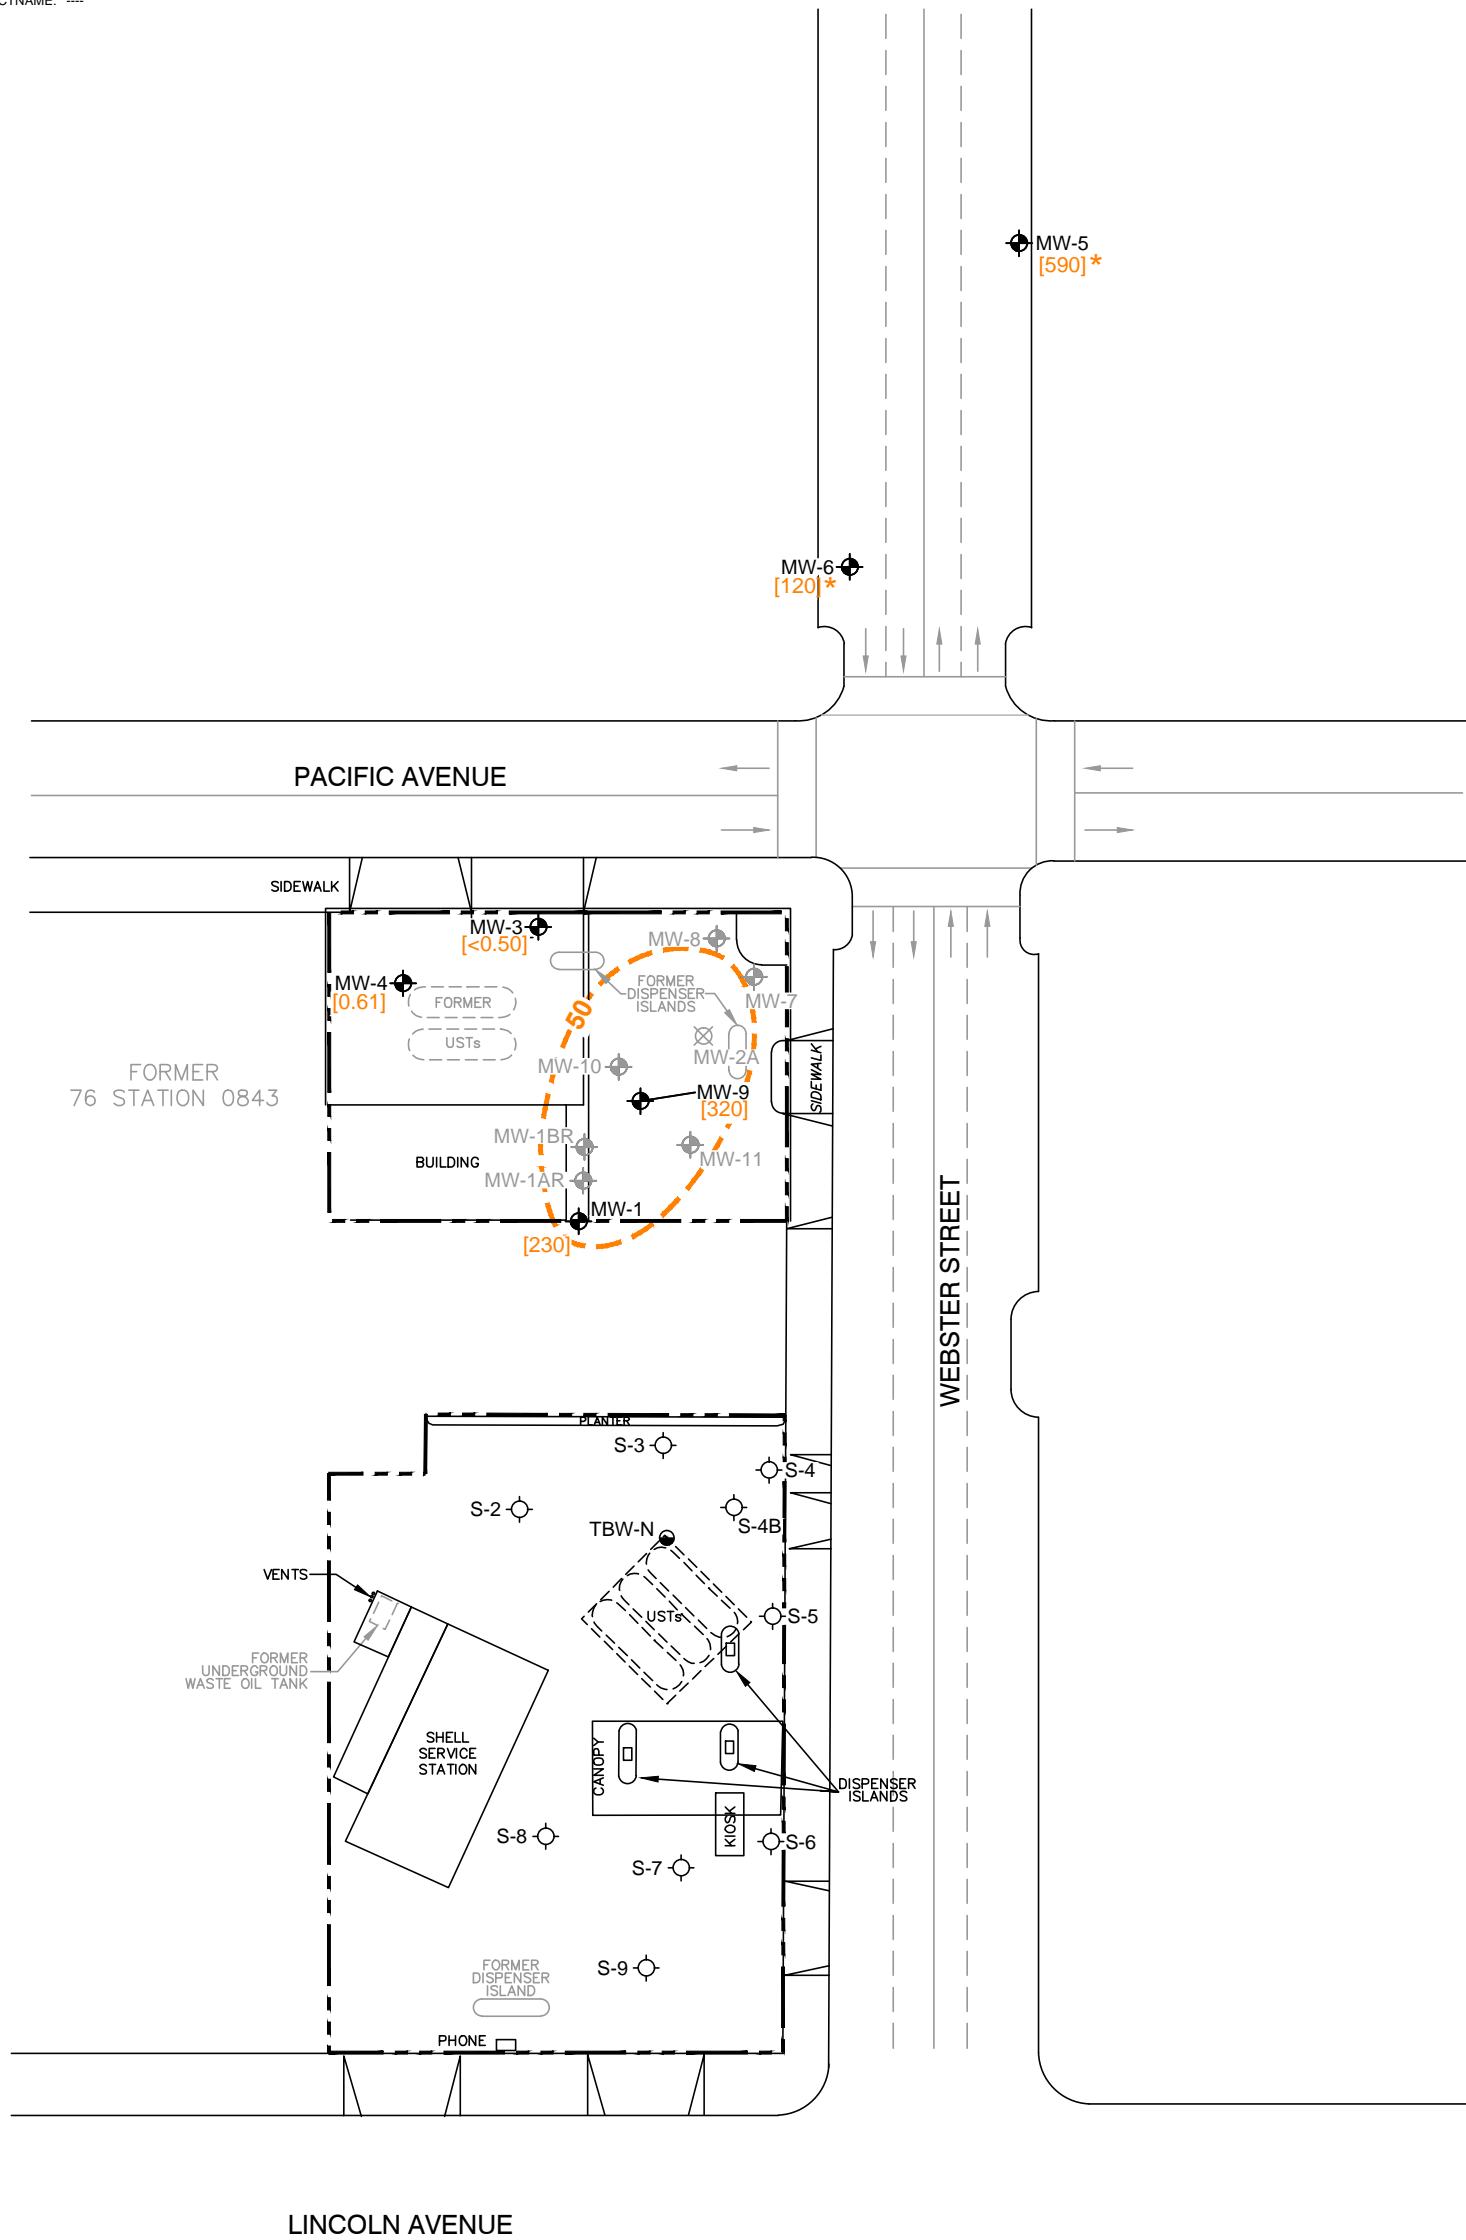 CTNAME: ----
MW-5
[590]*
MW-6
[120]*
PACIFIC AVENUE
SIDEWALK
MW-3
[<0.50]
MW-8
MW-4
[0.61]
FORMER
USTs
50
FORMER
DISPENSER
ISLANDS
MW-7
MW-2A
MW-10
MW-9
[320]
SIDEWALK
FORMER
76 STATION 0843
MW-1BR
MW-11
BUILDING
MW-1AR
MW-1
[230]
WEBSTER STREET
PLANTER
S-3
S-4
S-2
S-4B
TBW-N
VENTS
USTs
S-5
FORMER
UNDERGROUND
WASTE OIL TANK
SHELL
SERVICE
STATION
CANOPY
DISPENSER
ISLANDS
KIOSK
S-8
S-6
S-7
S-9
FORMER
DISPENSER
ISLAND
PHONE
LINCOLN AVENUE